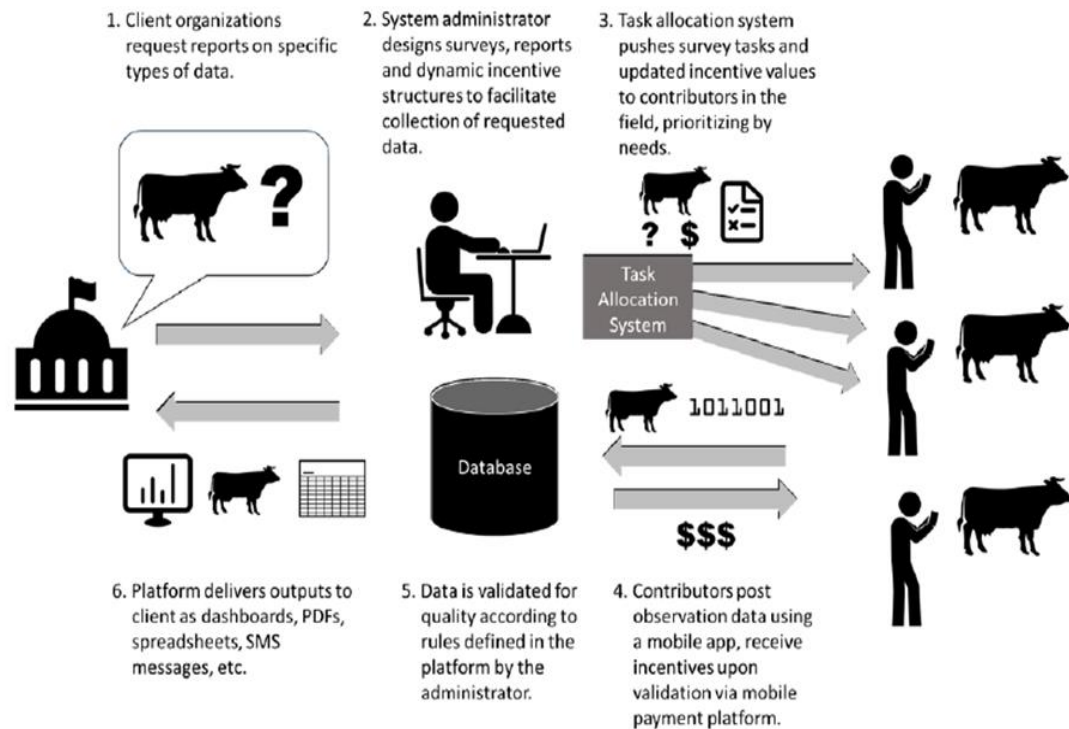 1. Client organizations
request reports on specific
types of data.
2. System administrator
designs surveys, reports
and dynamic incentive
structures to facilitate
collection of requested
data.
3. Task allocation system
pushes survey tasks and
updated incentive values
to contributors in the
field, prioritizing by
needs.
?
? $
Task
Allocation
System
1011001
Database
$$$
6. Platform delivers outputs to
client as dashboards, PDFs,
spreadsheets, SMS
messages, etc.
5. Data is validated for
quality according to
rules defined in the
platform by the
administrator.
4. Contributors post
observation data using
a mobile app, receive
incentives upon
validation via mobile
payment platform.